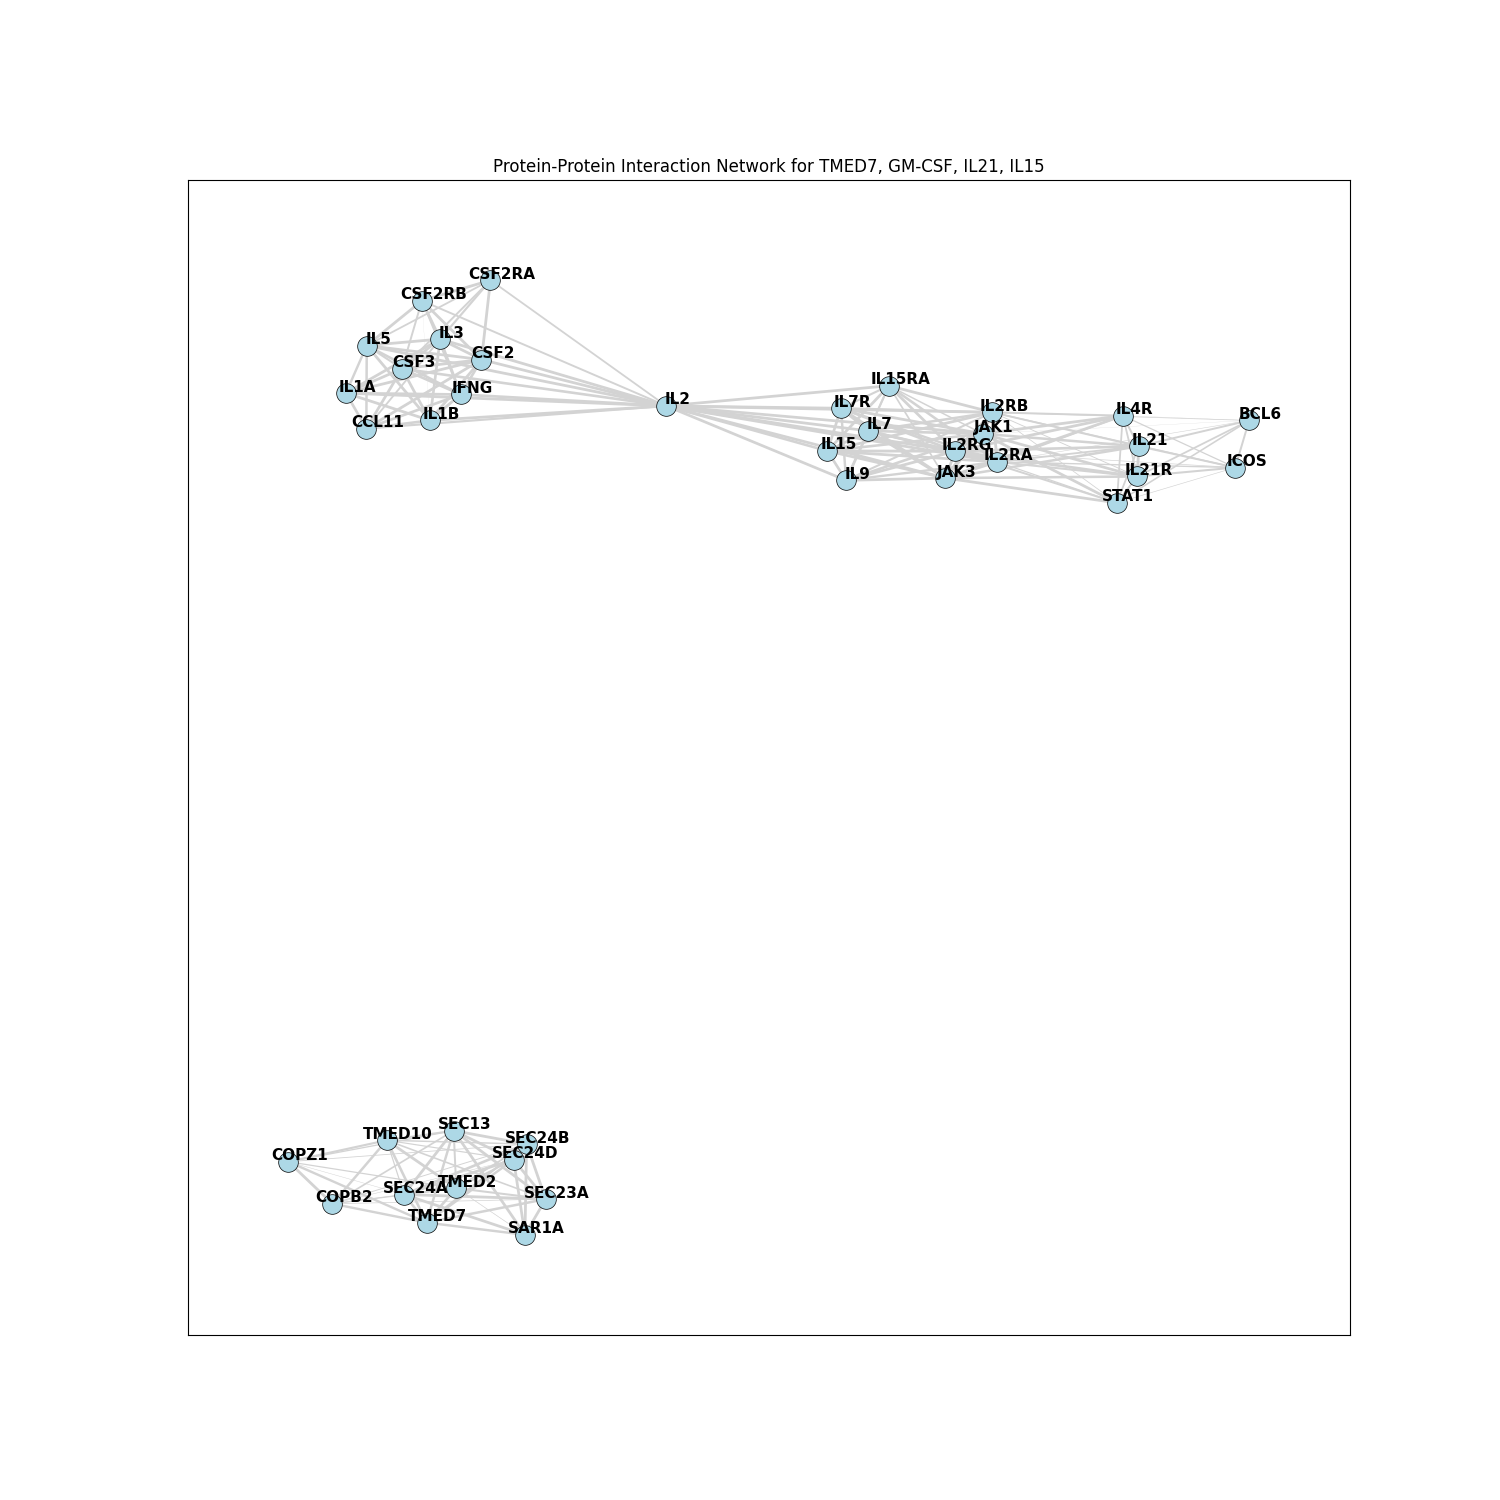 Protein-Protein Interaction Network for TMED7, GM-CSF, IL21, IL15
CSF2RA
CSF2RB
IL5
IL3
CSF3
CSF2
IL1A
IFNG
CCL11
IL1B
IL2
IL15RA
IL7R
IL2RB
IL4R
BCL6
IL7
JAK1
IL15
IL2RG
IL21
IL2RA
ICOS
IL9
JAK3
IL21R
STAT1
SEC13
TMED10
SEC24B
COPZ1
SEC24D
TMED2
SEC24A
COPB2
SEC23A
TMED7
SAR1A